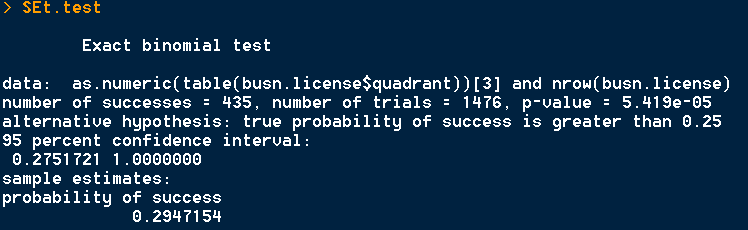 > SEt.test
Exact binomial test
data:  as.numeric(table(busn.license$quadrant))[3] and nrow(busn.license)
number of successes = 435, number of trials = 1476, p-value = 5.419e-05
alternative hypothesis: true probability of success is greater than 0.25
95 percent confidence interval:
0.2751721 1.0000000
sample estimates:
probability of success
0.2947154